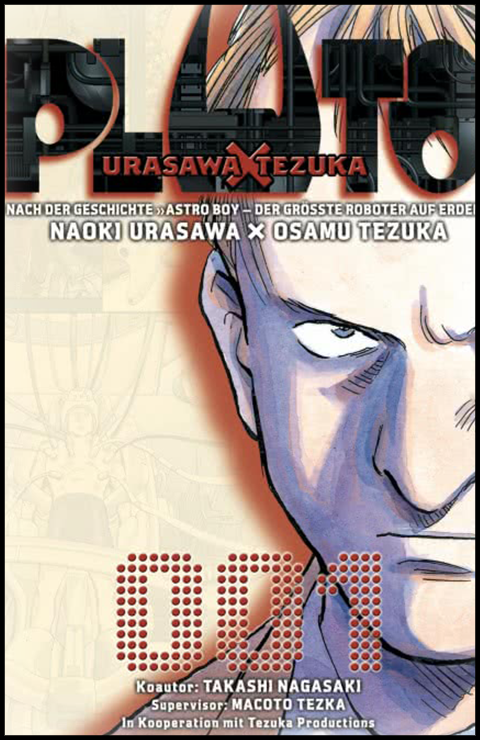 PLUTO
URASAWA X TEZUKA
NACH DER GESCHICHTE »ASTRO BOY – DER GRÖSSTE ROBOTER AUF ERDE
NAOKI URASAWA X OSAMU TEZUKA
001
Koautor: TAKASHI NAGASAKI
Supervisor: MACOTO TEZKA
In Kooperation mit Tezuka Productions